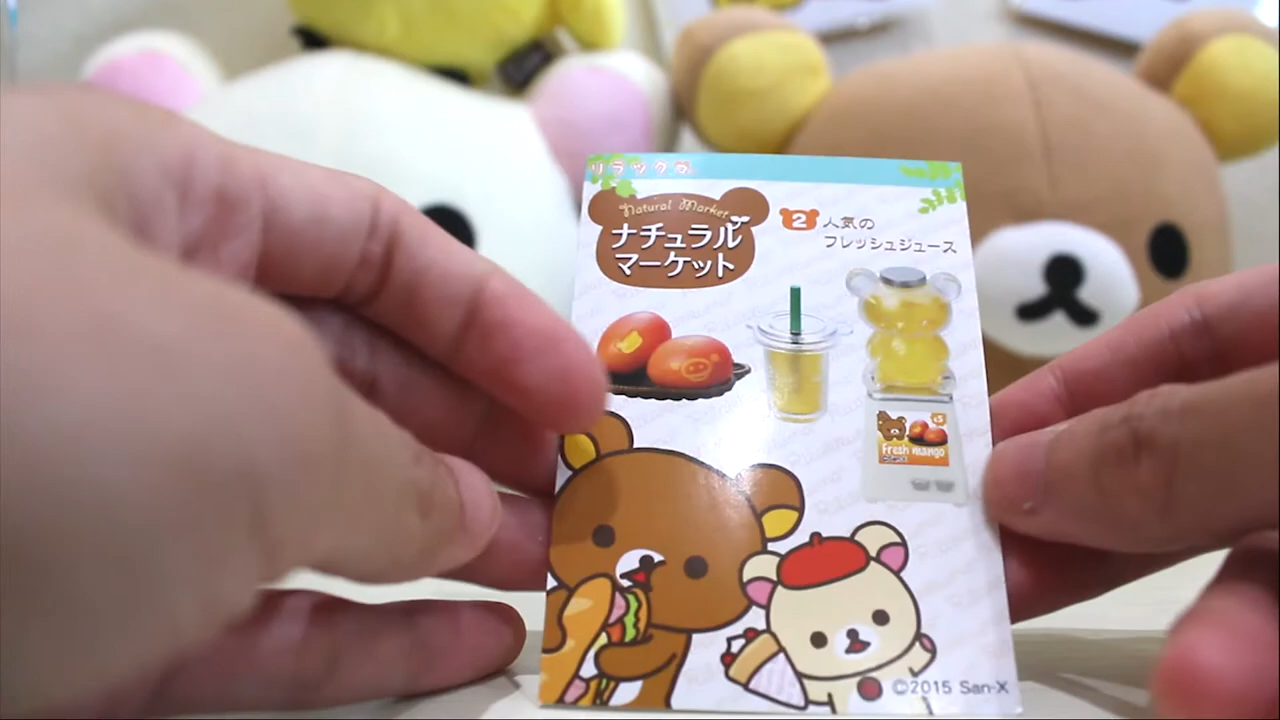 リラックマ
Natural Market
ナチュラル
マーケット
2 人気の
フレッシュジュース
Fresh mango
©2015 San-X